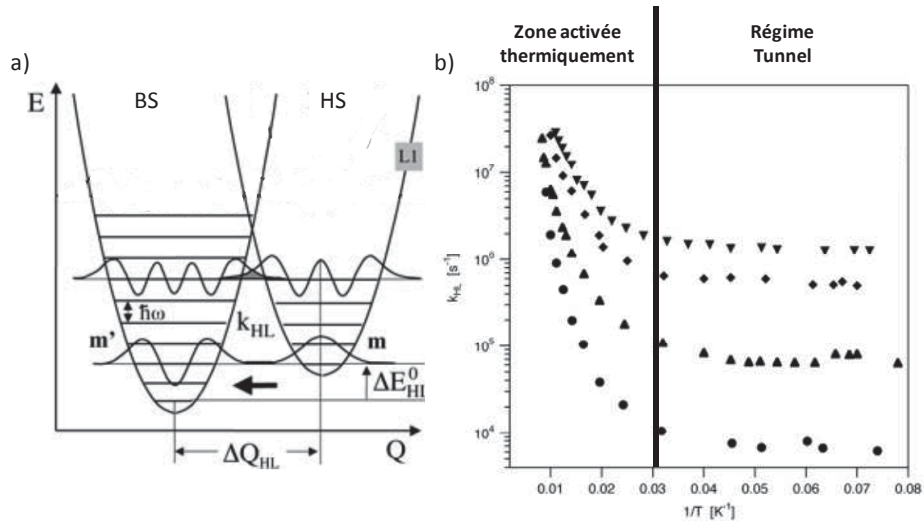 a)
E
BS
HS
L1
ħω
m'
k_HL
m
ΔE⁰_HL
ΔQ_HL
Q
b)
Zone activée
thermiquement
Régime
Tunnel
10⁸
10⁷
10⁶
10⁵
10⁴
k_HL [s⁻¹]
0.01 0.02 0.03 0.04 0.05 0.06 0.07 0.08
1/T [K⁻¹]